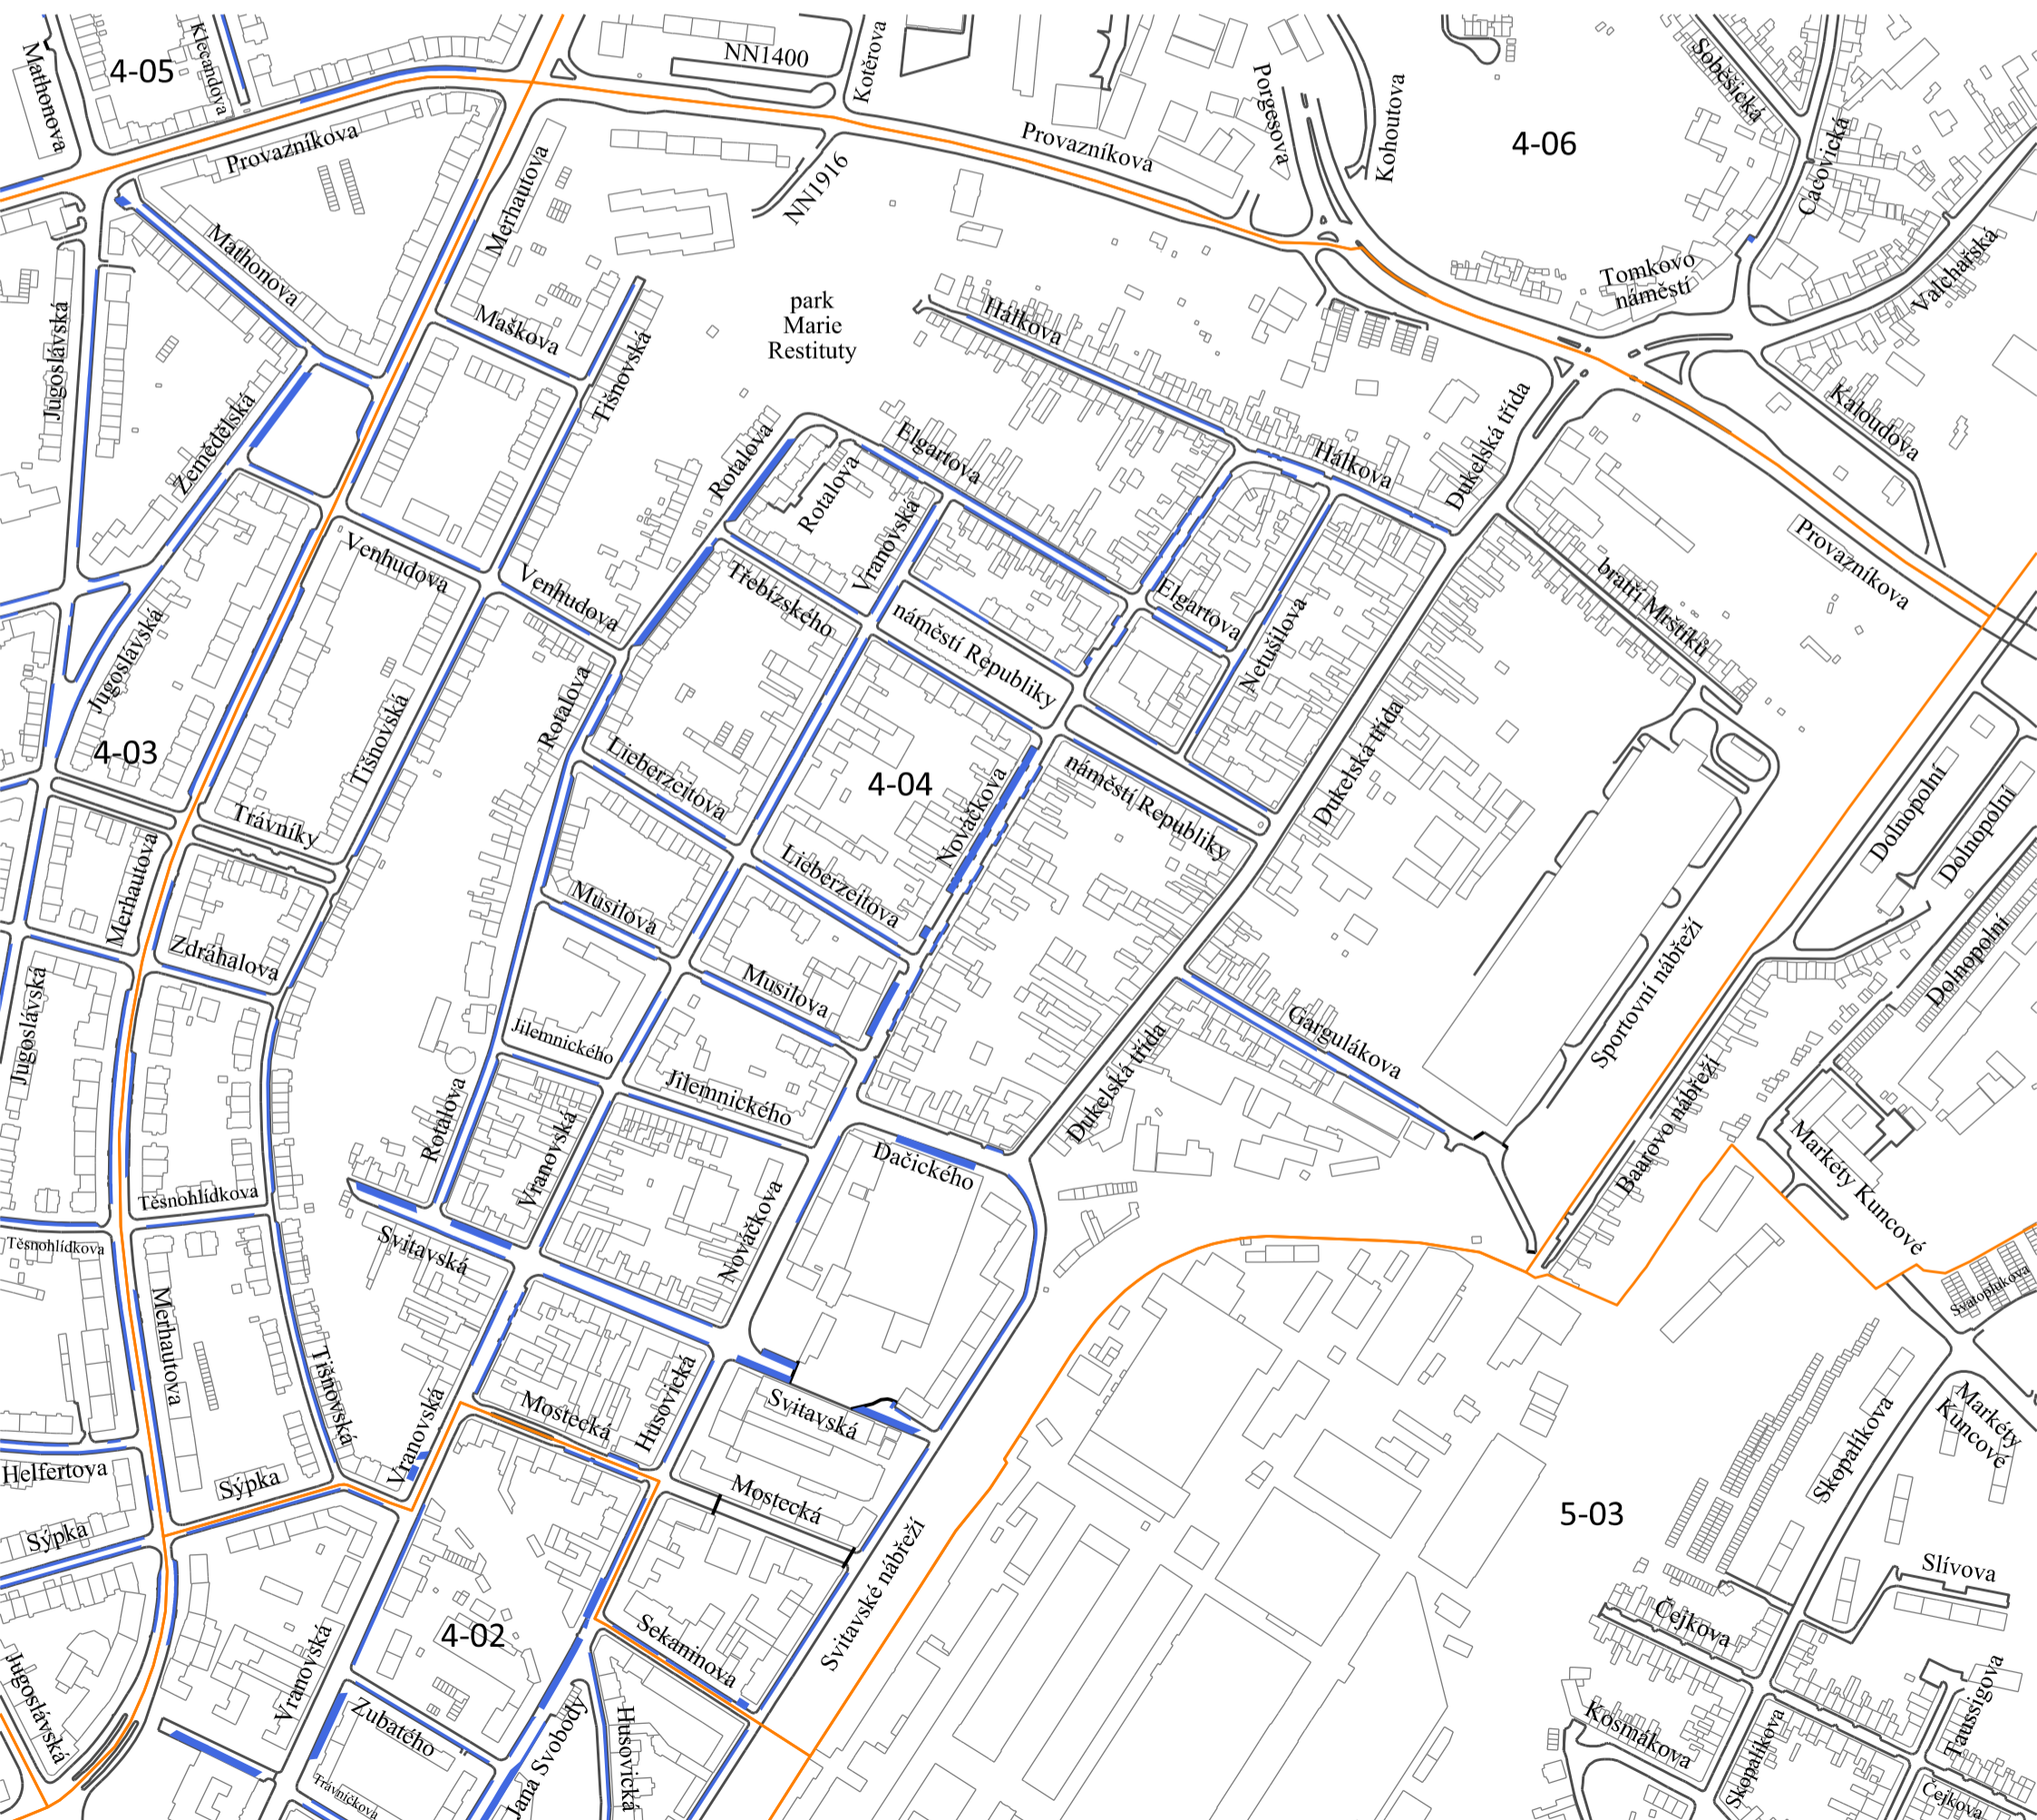 Mathonova
4-05
Klecandova
NN1400
Kotěrova
Provazníkova
Merhautova
NN1916
Provazníkova
Porgesova
Kohoutova
4-06
Soběšická
Cacovická
Valchařská
Tomkovo
náměstí
Mathonova
Jugoslávská
Zemědělská
Maškova
Tišnovská
park
Marie
Restituty
Hálkova
Hálkova
Dukelská třída
Kaloudova
Provazníkova
Rotalova
Rotalova
Elgartova
Vranovská
Venhudova
Venhudova
Třebízského
náměstí Republiky
Elgartova
Netušilova
bratří Mrštíků
Jugoslávská
4-03
Tišnovská
Rotalova
Lieberzeitova
4-04
Nováčkova
náměstí Republiky
Dukelská třída
Dolnopolní
Dolnopolní
Dolnopolní
Trávníky
Merhautova
Zdráhalova
Lieberzeitova
Musilova
Musilova
Jugoslávská
Jilemnického
Jilemnického
Gargulákova
Dukelská třída
Sportovní nábřeží
Baarovo nábřeží
Markéty Kuncové
Rotalova
Vranovská
Nováčkova
Dačického
Těsnohlídkova
Těsnohlídkova
Svitavská
Svatoplukova
Merhautova
Tišnovská
Vranovská
Mostecká
Husovická
Svitavská
Mostecká
Markéty
Kuncové
Skopalíkova
Helfertova
Sýpka
Sýpka
5-03
Svitavské nábřeží
Slívova
Čejkova
4-02
Sekaninova
Vranovská
Jugoslávská
Zubatého
Jana Svobody
Husovická
Trávníčkova
Kosmákova
Skopalíkova
Taussigova
Čejkova